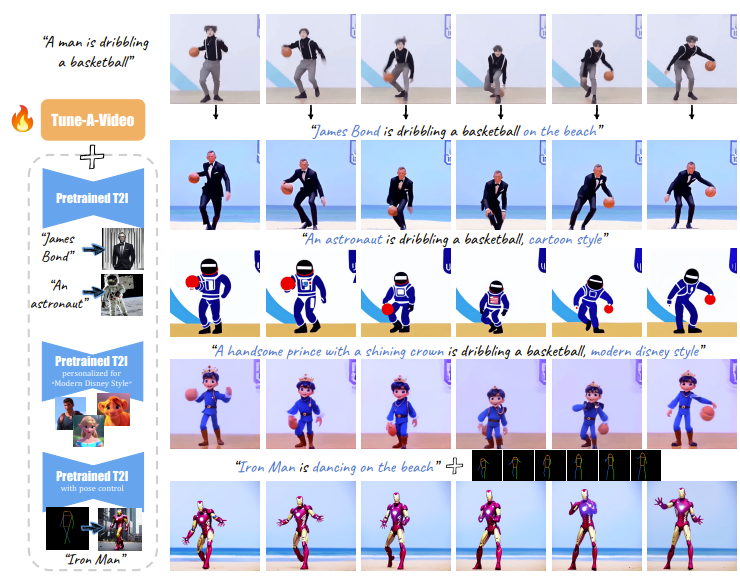 “A man is dribbling
a basketball”
Tune-A-Video
“James Bond is dribbling a basketball on the beach”
Pretrained T2I
“James
Bond”
“An
astronaut”
“An astronaut is dribbling a basketball, cartoon style”
“A handsome prince with a shining crown is dribbling a basketball, modern disney style”
Pretrained T2I
personalized for
“Modern Disney Style”
“Iron Man is dancing on the beach”
Pretrained T2I
with pose control
“Iron Man”